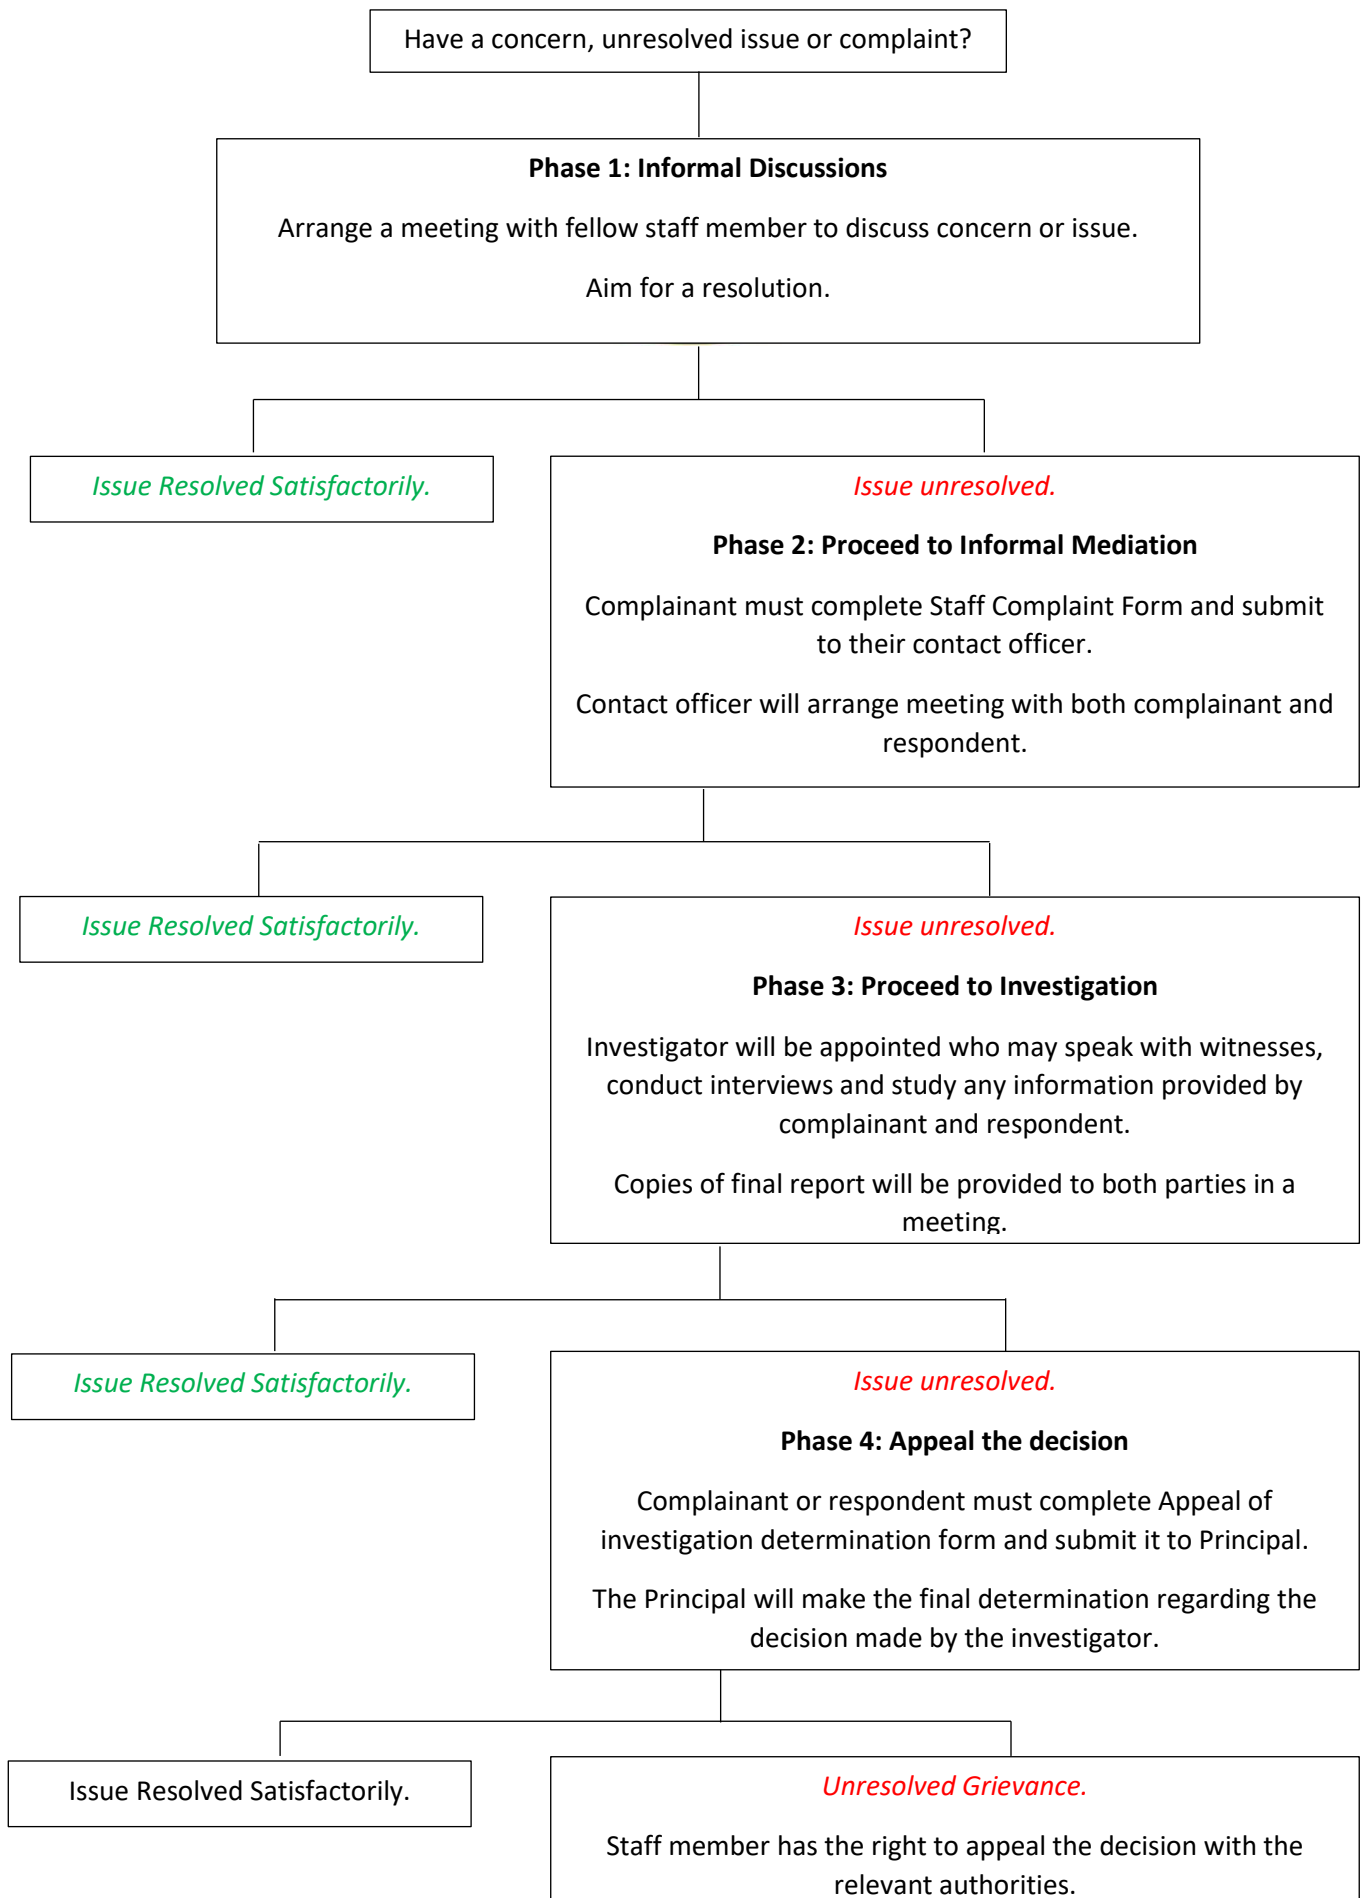 Have a concern, unresolved issue or complaint?
Phase 1: Informal Discussions
Arrange a meeting with fellow staff member to discuss concern or issue.
Aim for a resolution.
Issue Resolved Satisfactorily.
Issue unresolved.
Phase 2: Proceed to Informal Mediation
Complainant must complete Staff Complaint Form and submit
to their contact officer.
Contact officer will arrange meeting with both complainant and
respondent.
Issue Resolved Satisfactorily.
Issue unresolved.
Phase 3: Proceed to Investigation
Investigator will be appointed who may speak with witnesses,
conduct interviews and study any information provided by
complainant and respondent.
Copies of final report will be provided to both parties in a
meeting.
Issue Resolved Satisfactorily.
Issue unresolved.
Phase 4: Appeal the decision
Complainant or respondent must complete Appeal of
investigation determination form and submit it to Principal.
The Principal will make the final determination regarding the
decision made by the investigator.
Issue Resolved Satisfactorily.
Unresolved Grievance.
Staff member has the right to appeal the decision with the
relevant authorities.